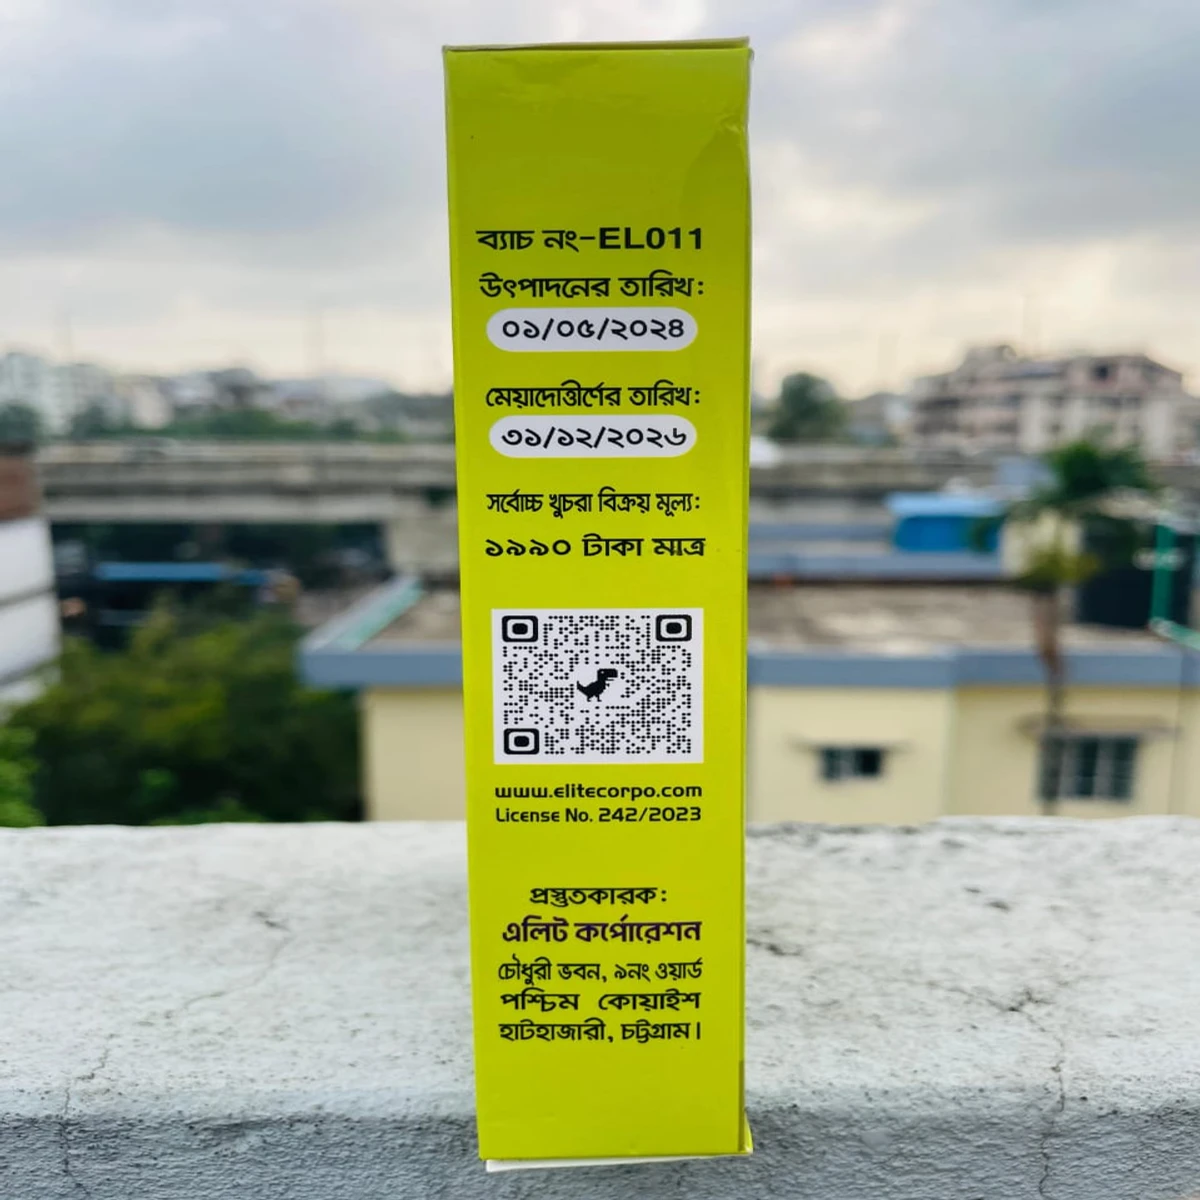 ব্যাচ নং-EL011
উৎপাদনের তারিখ:
০১/০৫/২০২৪
মেয়াদোত্তীর্ণের তারিখ:
৩১/১২/২০২৬
সর্বোচ্চ খুচরা বিক্রয় মূল্য:
১৯৯০ টাকা মাত্র
www.elitecorpo.com
License No. 242/2023
প্রস্তুতকারক:
এলিট কর্পোরেশন
চৌধুরী ভবন, ৯নং ওয়ার্ড
পশ্চিম কোয়াইশ
হাটহাজারী, চট্টগ্রাম।